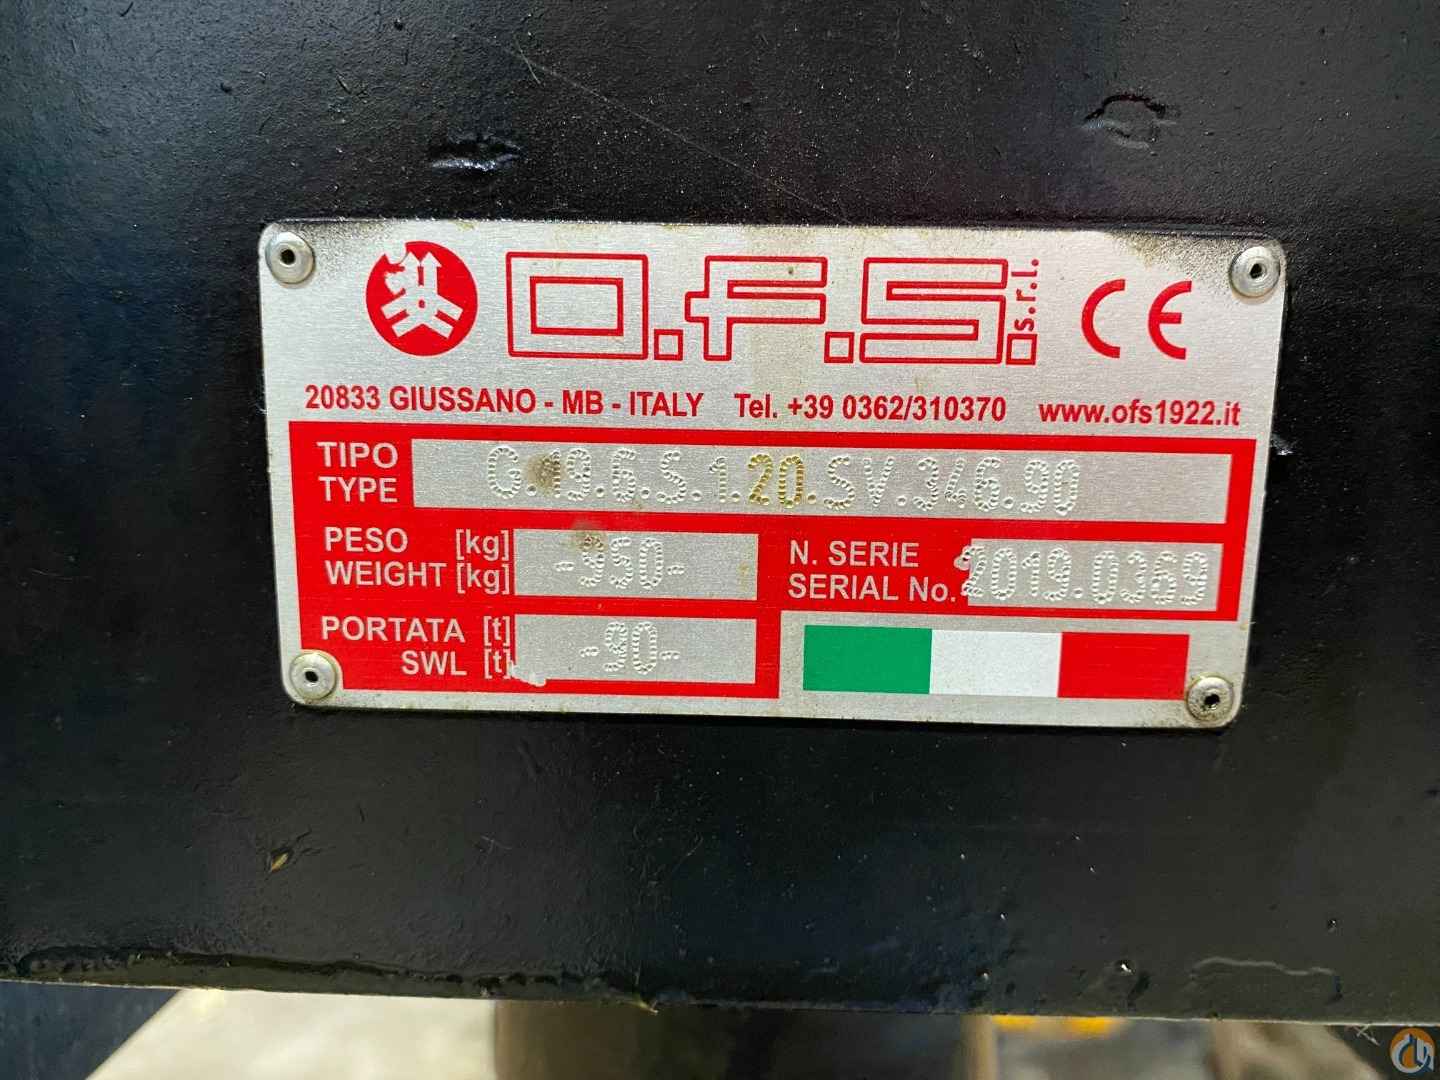 O.F.S. s.r.l. CE
20833 GIUSSANO - MB - ITALY Tel. +39 0362/310370 www.ofs1922.it
TIPO
TYPE G.19.6.S.1.20.SV.346.90
PESO [kg]
WEIGHT [kg] -950-
N. SERIE
SERIAL No. 2019.0369
PORTATA [t]
SWL [t] -90-